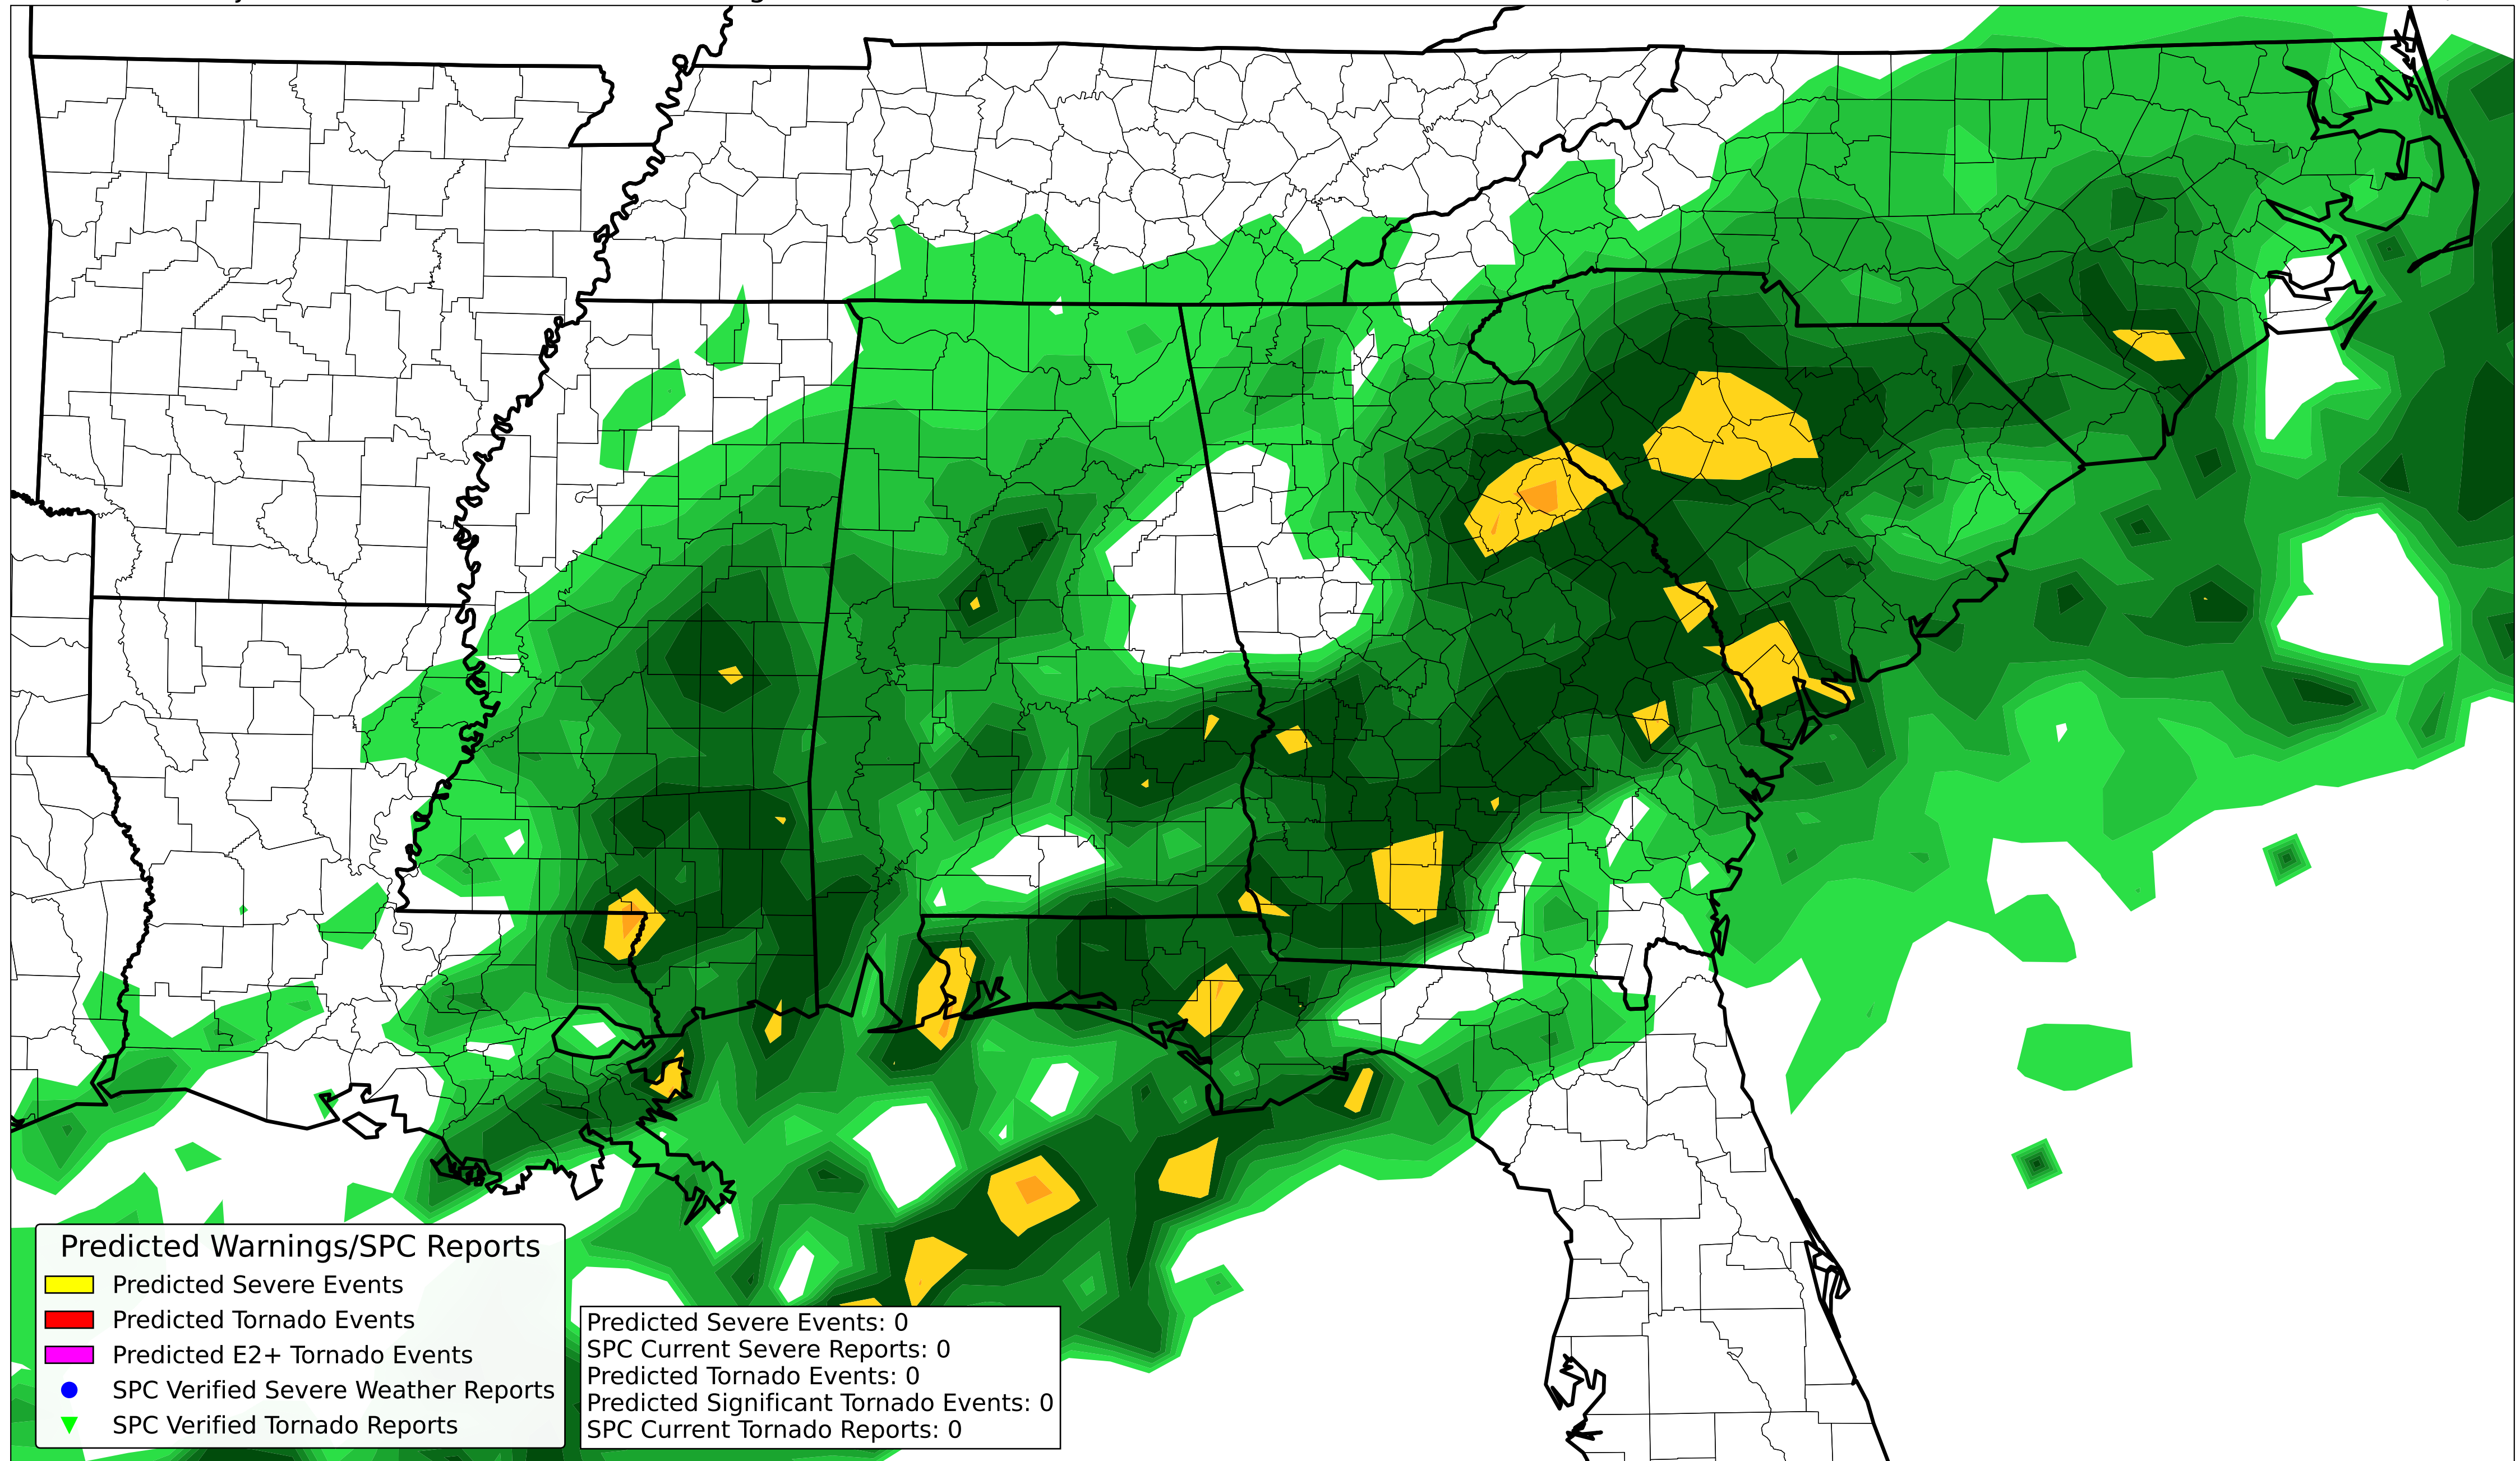 Predicted Warnings/SPC Reports
Predicted Severe Events
Predicted Tornado Events
Predicted E2+ Tornado Events
SPC Verified Severe Weather Reports
SPC Verified Tornado Reports
Predicted Severe Events: 0
SPC Current Severe Reports: 0
Predicted Tornado Events: 0
Predicted Significant Tornado Events: 0
SPC Current Tornado Reports: 0